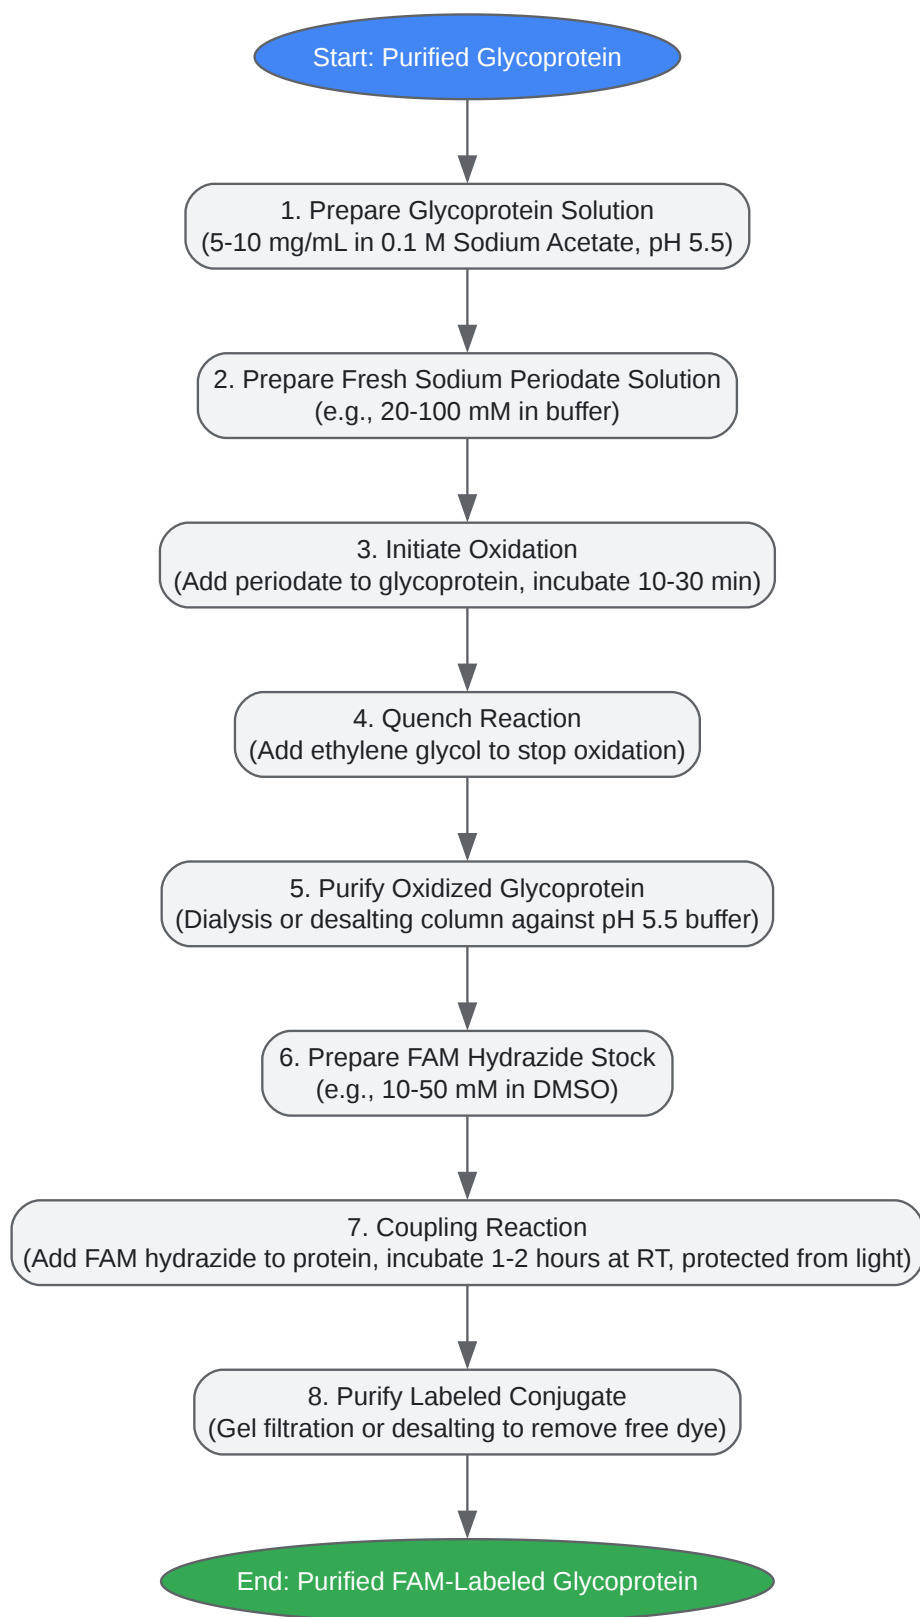 Start: Purified Glycoprotein
1. Prepare Glycoprotein Solution
(5-10 mg/mL in 0.1 M Sodium Acetate, pH 5.5)
2. Prepare Fresh Sodium Periodate Solution
(e.g., 20-100 mM in buffer)
3. Initiate Oxidation
(Add periodate to glycoprotein, incubate 10-30 min)
4. Quench Reaction
(Add ethylene glycol to stop oxidation)
5. Purify Oxidized Glycoprotein
(Dialysis or desalting column against pH 5.5 buffer)
6. Prepare FAM Hydrazide Stock
(e.g., 10-50 mM in DMSO)
7. Coupling Reaction
(Add FAM hydrazide to protein, incubate 1-2 hours at RT, protected from light)
8. Purify Labeled Conjugate
(Gel filtration or desalting to remove free dye)
End: Purified FAM-Labeled Glycoprotein